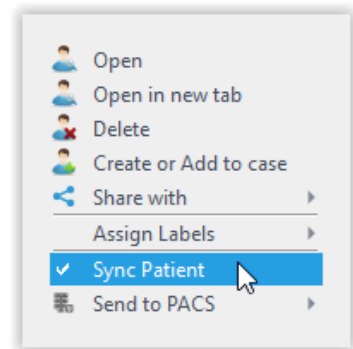 Open
Open in new tab
Delete
Create or Add to case
Share with
Assign Labels
Sync Patient
Send to PACS